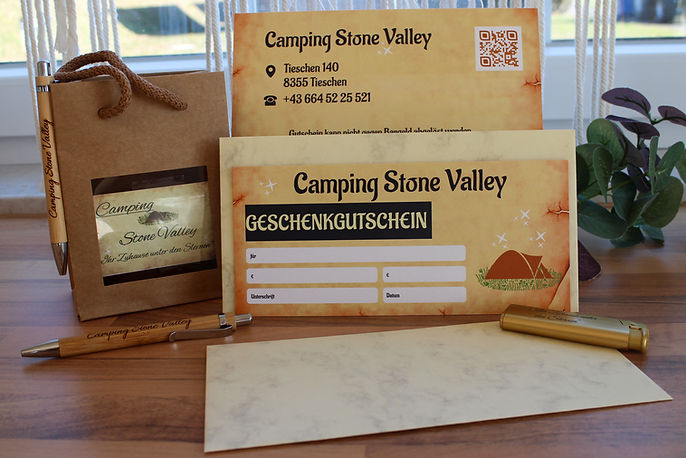 Camping Stone Valley
Tieschen 140
8355 Tieschen
+43 664 52 25 521
Gutschein kann nicht gegen Bargeld abgelöst werden
Camping Stone Valley
GESCHENKGUTSCHEIN
für
€ €
Unterschrift Datum
Camping
Stone Valley
"Ihr Zuhause unter den Sternen"
Camping Stone Valley
Camping Stone Valley